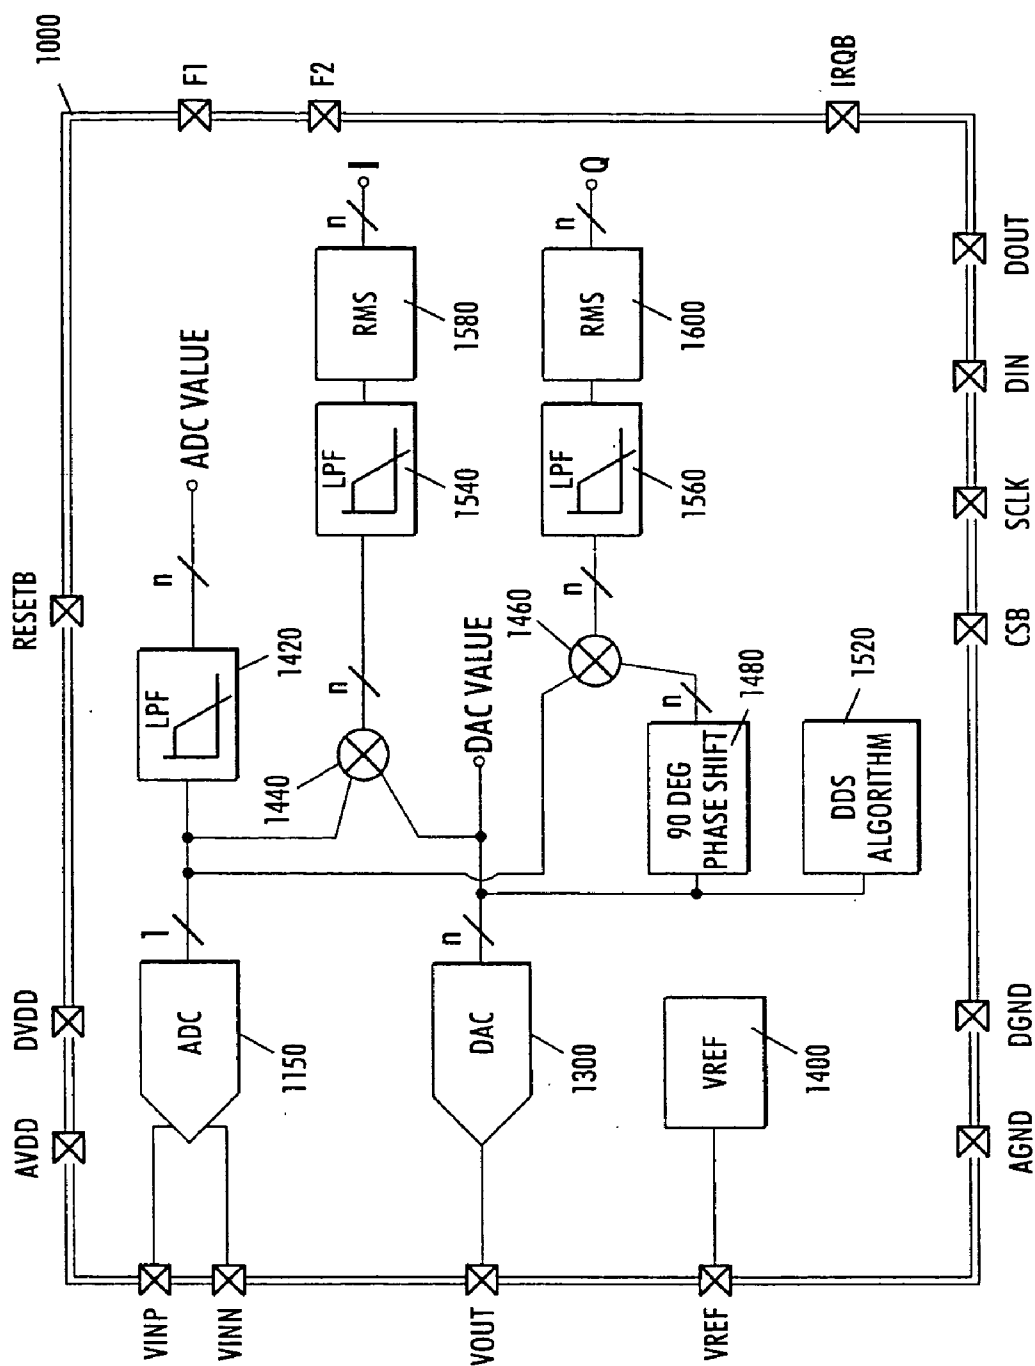 1000
AVDD
DVDD
RESETB
VINP
VINN
VOUT
VREF
F1
F2
IRQB
AGND
DGND
CSB
SCLK
DIN
DOUT
ADC
1150
1
LPF
1420
n
ADC VALUE
1440
n
LPF
1540
RMS
1580
n
I
DAC
1300
n
DAC VALUE
1460
n
LPF
1560
RMS
1600
n
Q
VREF
1400
90 DEG
PHASE SHIFT
1480
n
DDS
ALGORITHM
1520